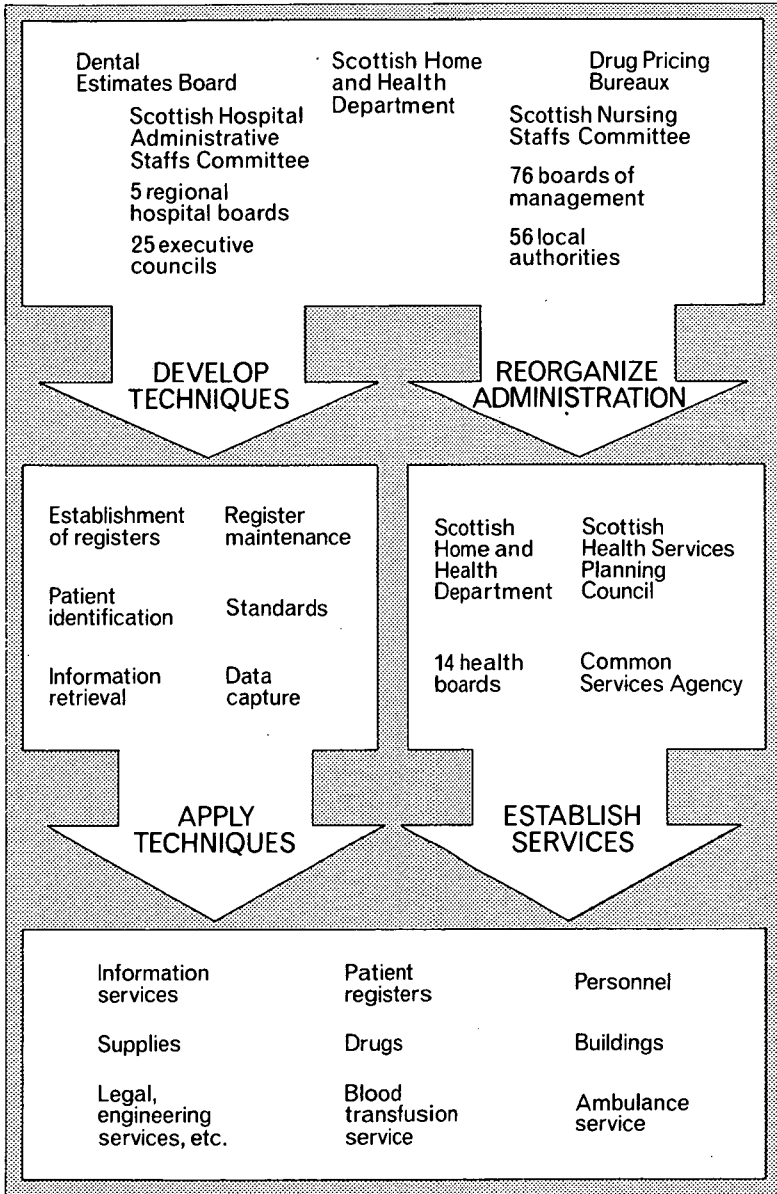 Dental
Estimates Board
Scottish Home
and Health
Department
Drug Pricing
Bureaux
Scottish Hospital
Administrative
Staffs Committee
Scottish Nursing
Staffs Committee
5 regional
hospital boards
76 boards of
management
25 executive
councils
56 local
authorities
DEVELOP
TECHNIQUES
REORGANIZE
ADMINISTRATION
Establishment
of registers
Register
maintenance
Patient
identification
Standards
Information
retrieval
Data
capture
Scottish
Home and
Health
Department
Scottish
Health Services
Planning
Council
14 health
boards
Common
Services Agency
APPLY
TECHNIQUES
ESTABLISH
SERVICES
Information
services
Patient
registers
Personnel
Supplies
Drugs
Buildings
Legal,
engineering
services, etc.
Blood
transfusion
service
Ambulance
service